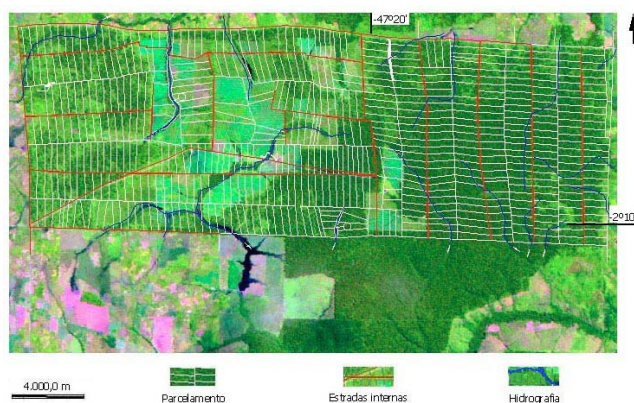 -47º20'
-2º10
4.000,0 m
Parcelamento
Estradas internas
Hidrografia